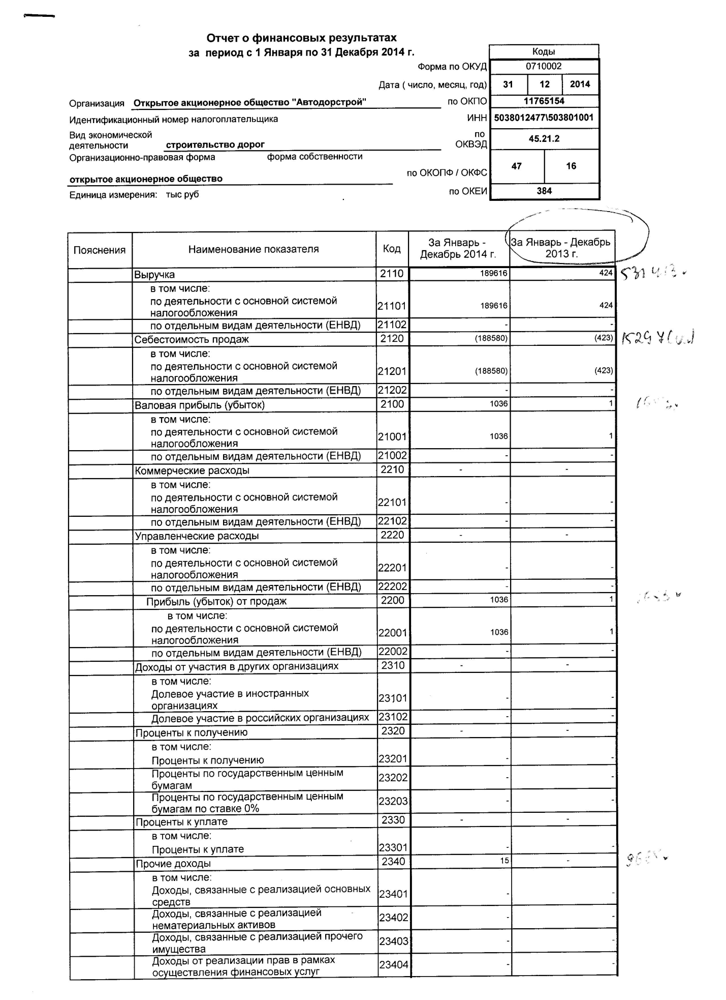 Отчет о финансовых результатах
за период с 1 Января по 31 Декабря 2014 г.
Коды
Форма по ОКУД 0710002
Дата ( число, месяц, год) 31 12 2014
Организация Открытое акционерное общество "Автодорстрой" по ОКПО 11765154
Идентификационный номер налогоплательщика ИНН 5038012477\503801001
Вид экономической
деятельности строительство дорог
по
ОКВЭД 45.21.2
Организационно-правовая форма форма собственности
открытое акционерное общество по ОКОПФ / ОКФС 47 16
Единица измерения: тыс руб по ОКЕИ 384
Пояснения Наименование показателя Код За Январь - Декабрь 2014 г. За Январь - Декабрь 2013 г.
Выручка 2110 189616 424
в том числе:
по деятельности с основной системой
налогообложения 21101 189616 424
по отдельным видам деятельности (ЕНВД) 21102 - -
Себестоимость продаж 2120 (188580) (423)
в том числе:
по деятельности с основной системой
налогообложения 21201 (188580) (423)
по отдельным видам деятельности (ЕНВД) 21202 - -
Валовая прибыль (убыток) 2100 1036 1
в том числе:
по деятельности с основной системой
налогообложения 21001 1036 1
по отдельным видам деятельности (ЕНВД) 21002 - -
Коммерческие расходы 2210 - -
в том числе:
по деятельности с основной системой
налогообложения 22101 - -
по отдельным видам деятельности (ЕНВД) 22102 - -
Управленческие расходы 2220 - -
в том числе:
по деятельности с основной системой
налогообложения 22201 - -
по отдельным видам деятельности (ЕНВД) 22202 - -
Прибыль (убыток) от продаж 2200 1036 1
в том числе:
по деятельности с основной системой
налогообложения 22001 1036 1
по отдельным видам деятельности (ЕНВД) 22002 - -
Доходы от участия в других организациях 2310 - -
в том числе:
Долевое участие в иностранных
организациях 23101 - -
Долевое участие в российских организациях 23102 - -
Проценты к получению 2320 - -
в том числе:
Проценты к получению 23201 - -
Проценты по государственным ценным
бумагам 23202 - -
Проценты по государственным ценным
бумагам по ставке 0% 23203 - -
Проценты к уплате 2330 - -
в том числе:
Проценты к уплате 23301 - -
Прочие доходы 2340 15 -
в том числе:
Доходы, связанные с реализацией основных
средств 23401 - -
Доходы, связанные с реализацией
нематериальных активов 23402 - -
Доходы, связанные с реализацией прочего
имущества 23403 - -
Доходы от реализации прав в рамках
осуществления финансовых услуг 23404 - -